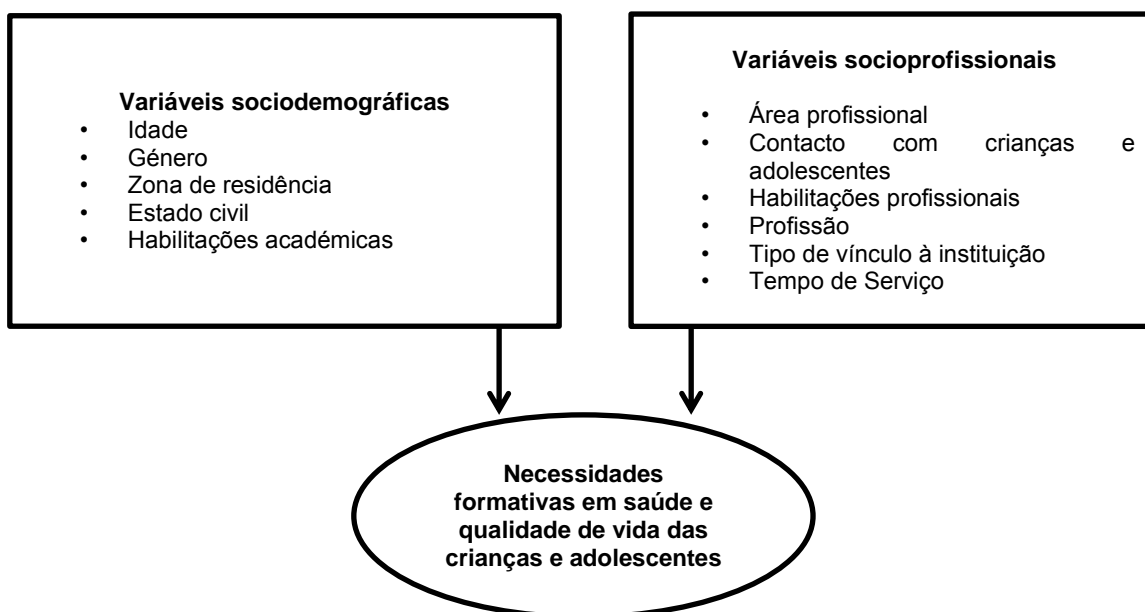 Variáveis sociodemográficas
• Idade
• Género
• Zona de residência
• Estado civil
• Habilitações académicas
Variáveis socioprofissionais
• Área profissional
• Contacto com crianças e
adolescentes
• Habilitações profissionais
• Profissão
• Tipo de vínculo à instituição
• Tempo de Serviço
Necessidades
formativas em saúde e
qualidade de vida das
crianças e adolescentes